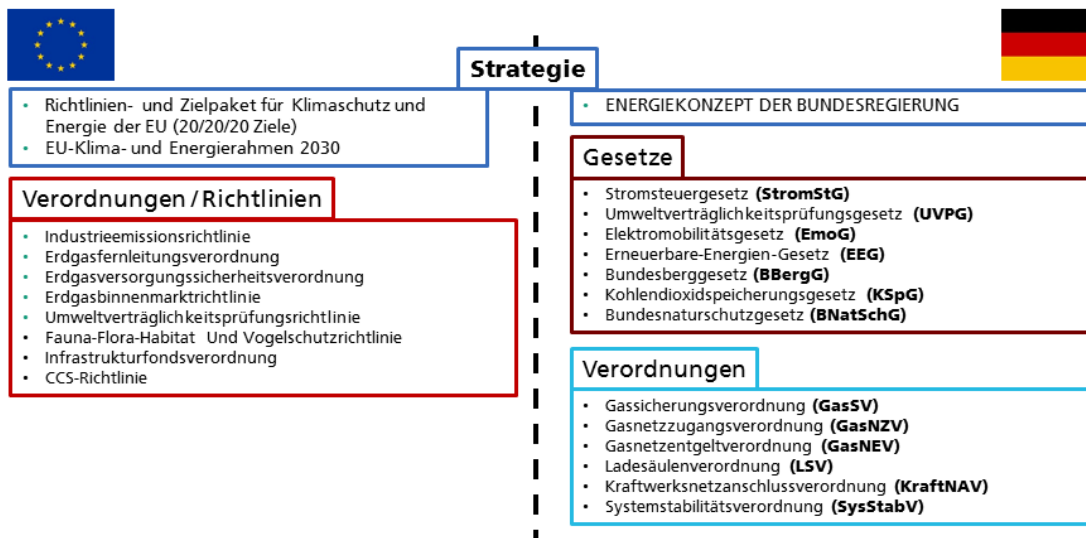 Strategie
Richtlinien- und Zielpaket für Klimaschutz und
Energie der EU (20/20/20 Ziele)
EU-Klima- und Energierahmen 2030
Verordnungen / Richtlinien
Industrieemissionsrichtlinie
Erdgasfernleitungsverordnung
Erdgasversorgungssicherheitsverordnung
Erdgasbinnenmarktrichtlinie
Umweltverträglichkeitsprüfungsrichtlinie
Fauna-Flora-Habitat Und Vogelschutzrichtlinie
Infrastrukturfondsverordnung
CCS-Richtlinie
ENERGIEKONZEPT DER BUNDESREGIERUNG
Gesetze
Stromsteuergesetz (StromStG)
Umweltverträglichkeitsprüfungsgesetz (UVPG)
Elektromobilitätsgesetz (EmoG)
Erneuerbare-Energien-Gesetz (EEG)
Bundesberggesetz (BBergG)
Kohlendioxidspeicherungsgesetz (KSpG)
Bundesnaturschutzgesetz (BNatSchG)
Verordnungen
Gassicherungsverordnung (GasSV)
Gasnetzzugangsverordnung (GasNZV)
Gasnetzentgeltverordnung (GasNEV)
Ladesäulenverordnung (LSV)
Kraftwerksnetzanschlussverordnung (KraftNAV)
Systemstabilitätsverordnung (SysStabV)